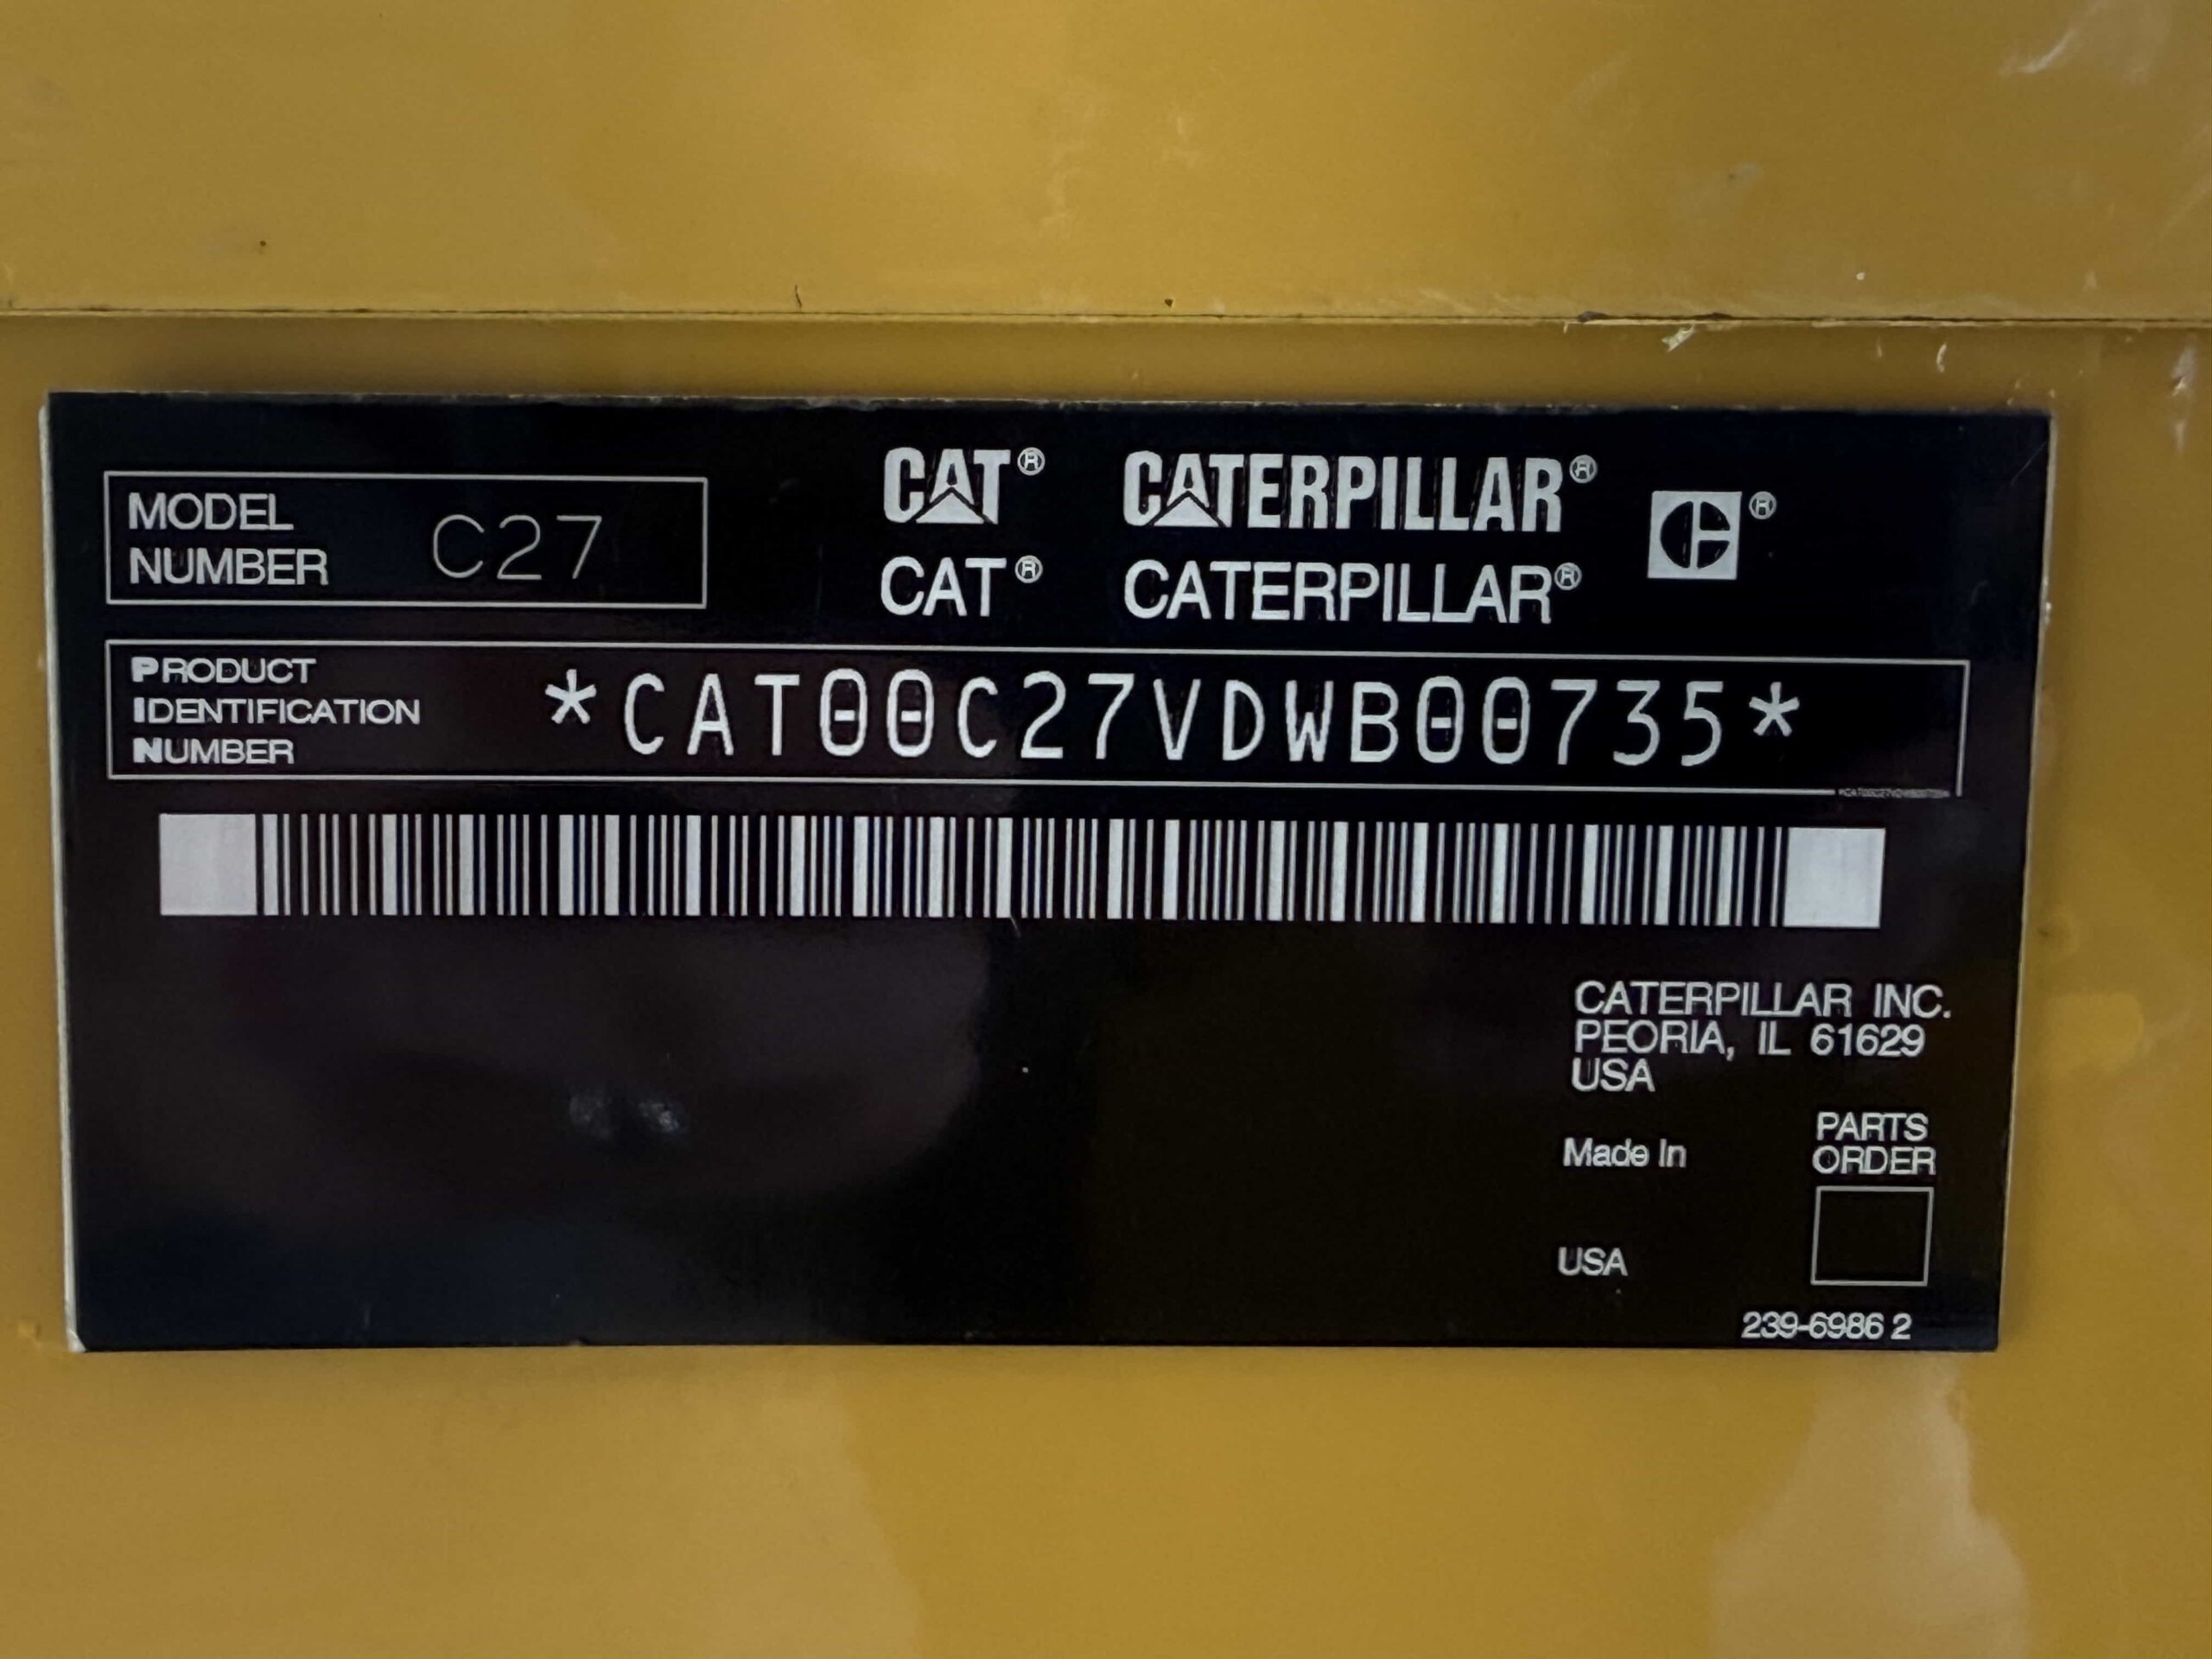 MODEL
NUMBER C27
CAT® CATERPILLAR®
CAT® CATERPILLAR®
C®
PRODUCT
IDENTIFICATION
NUMBER
*CAT00C27VDWB00735*
CATERPILLAR INC.
PEORIA, IL 61629
USA
Made In
USA
PARTS
ORDER
239-6986 2